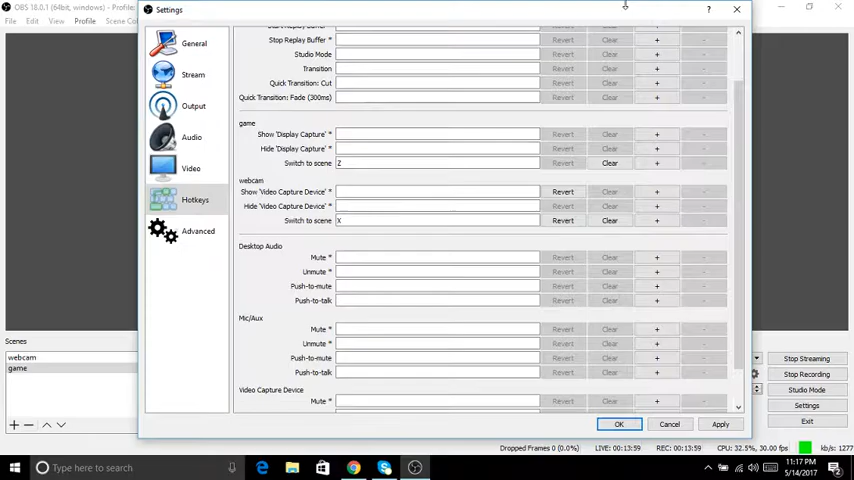 OBS 18.0.1 (64bit, windows) - Profile
File Edit View Profile Scene Col
Settings
?
General
Stream
Output
Audio
Video
Hotkeys
Advanced
Start Replay Buffer *
Stop Replay Buffer * Revert Clear + -
Studio Mode Revert Clear + -
Transition Revert Clear + -
Quick Transition: Cut Revert Clear + -
Quick Transition: Fade (300ms) Revert Clear + -
game
Show 'Display Capture' * Revert Clear + -
Hide 'Display Capture' * Revert Clear + -
Switch to scene Z Revert Clear + -
webcam
Show 'Video Capture Device' * Revert Clear + -
Hide 'Video Capture Device' * Revert Clear + -
Switch to scene X Revert Clear + -
Desktop Audio
Mute * Revert Clear + -
Unmute * Revert Clear + -
Push-to-mute Revert Clear + -
Push-to-talk Revert Clear + -
Mic/Aux
Mute * Revert Clear + -
Unmute * Revert Clear + -
Push-to-mute Revert Clear + -
Push-to-talk Revert Clear + -
Video Capture Device
Mute * Revert Clear + -
OK Cancel Apply
Scenes
webcam
game
Stop Streaming
Stop Recording
Studio Mode
Settings
Exit
Dropped Frames 0 (0.0%) LIVE: 00:13:59 REC: 00:13:59 CPU: 32.5%, 30.00 fps kb/s: 1277
Type here to search
11:17 PM
5/14/2017
2